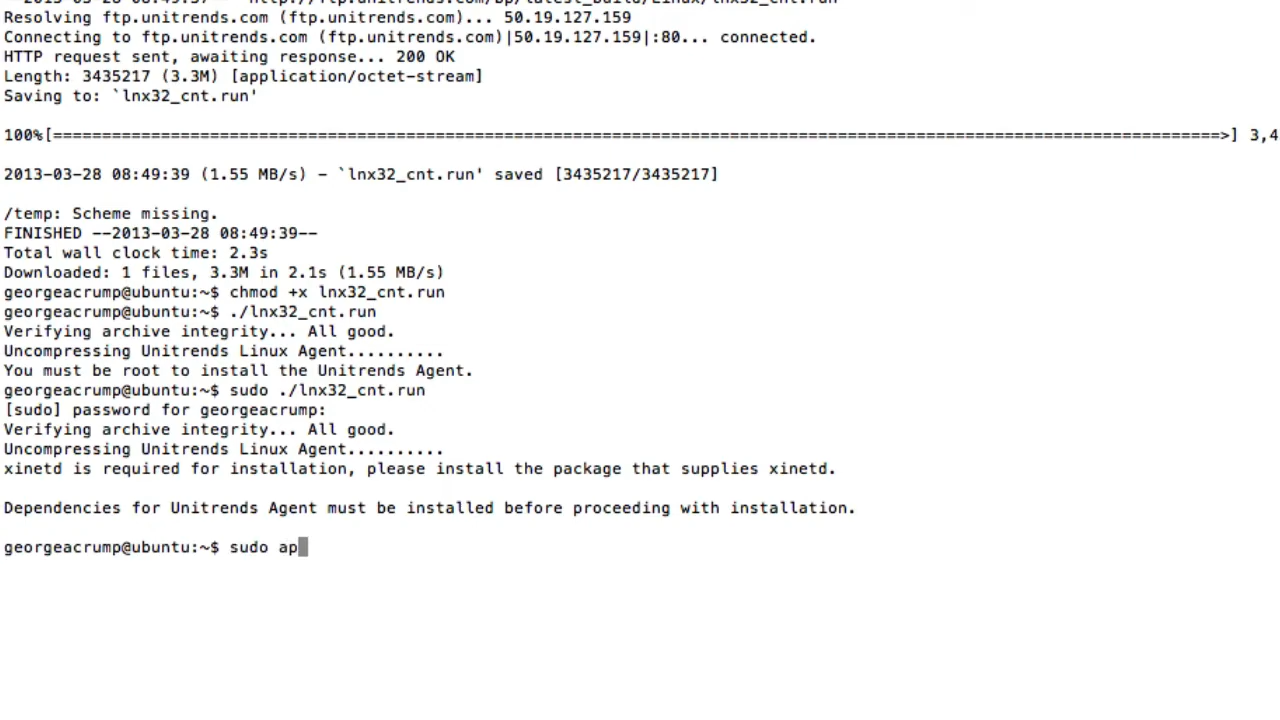 Resolving ftp.unitrends.com (ftp.unitrends.com)... 50.19.127.159
Connecting to ftp.unitrends.com (ftp.unitrends.com)|50.19.127.159|:80... connected.
HTTP request sent, awaiting response... 200 OK
Length: 3435217 (3.3M) [application/octet-stream]
Saving to: `lnx32_cnt.run'
100%[=======================================================================================================================>] 3,4
2013-03-28 08:49:39 (1.55 MB/s) - `lnx32_cnt.run' saved [3435217/3435217]
/temp: Scheme missing.
FINISHED --2013-03-28 08:49:39--
Total wall clock time: 2.3s
Downloaded: 1 files, 3.3M in 2.1s (1.55 MB/s)
georgeacrump@ubuntu:~$ chmod +x lnx32_cnt.run
georgeacrump@ubuntu:~$ ./lnx32_cnt.run
Verifying archive integrity... All good.
Uncompressing Unitrends Linux Agent..........
You must be root to install the Unitrends Agent.
georgeacrump@ubuntu:~$ sudo ./lnx32_cnt.run
[sudo] password for georgeacrump:
Verifying archive integrity... All good.
Uncompressing Unitrends Linux Agent..........
xinetd is required for installation, please install the package that supplies xinetd.
Dependencies for Unitrends Agent must be installed before proceeding with installation.
georgeacrump@ubuntu:~$ sudo ap